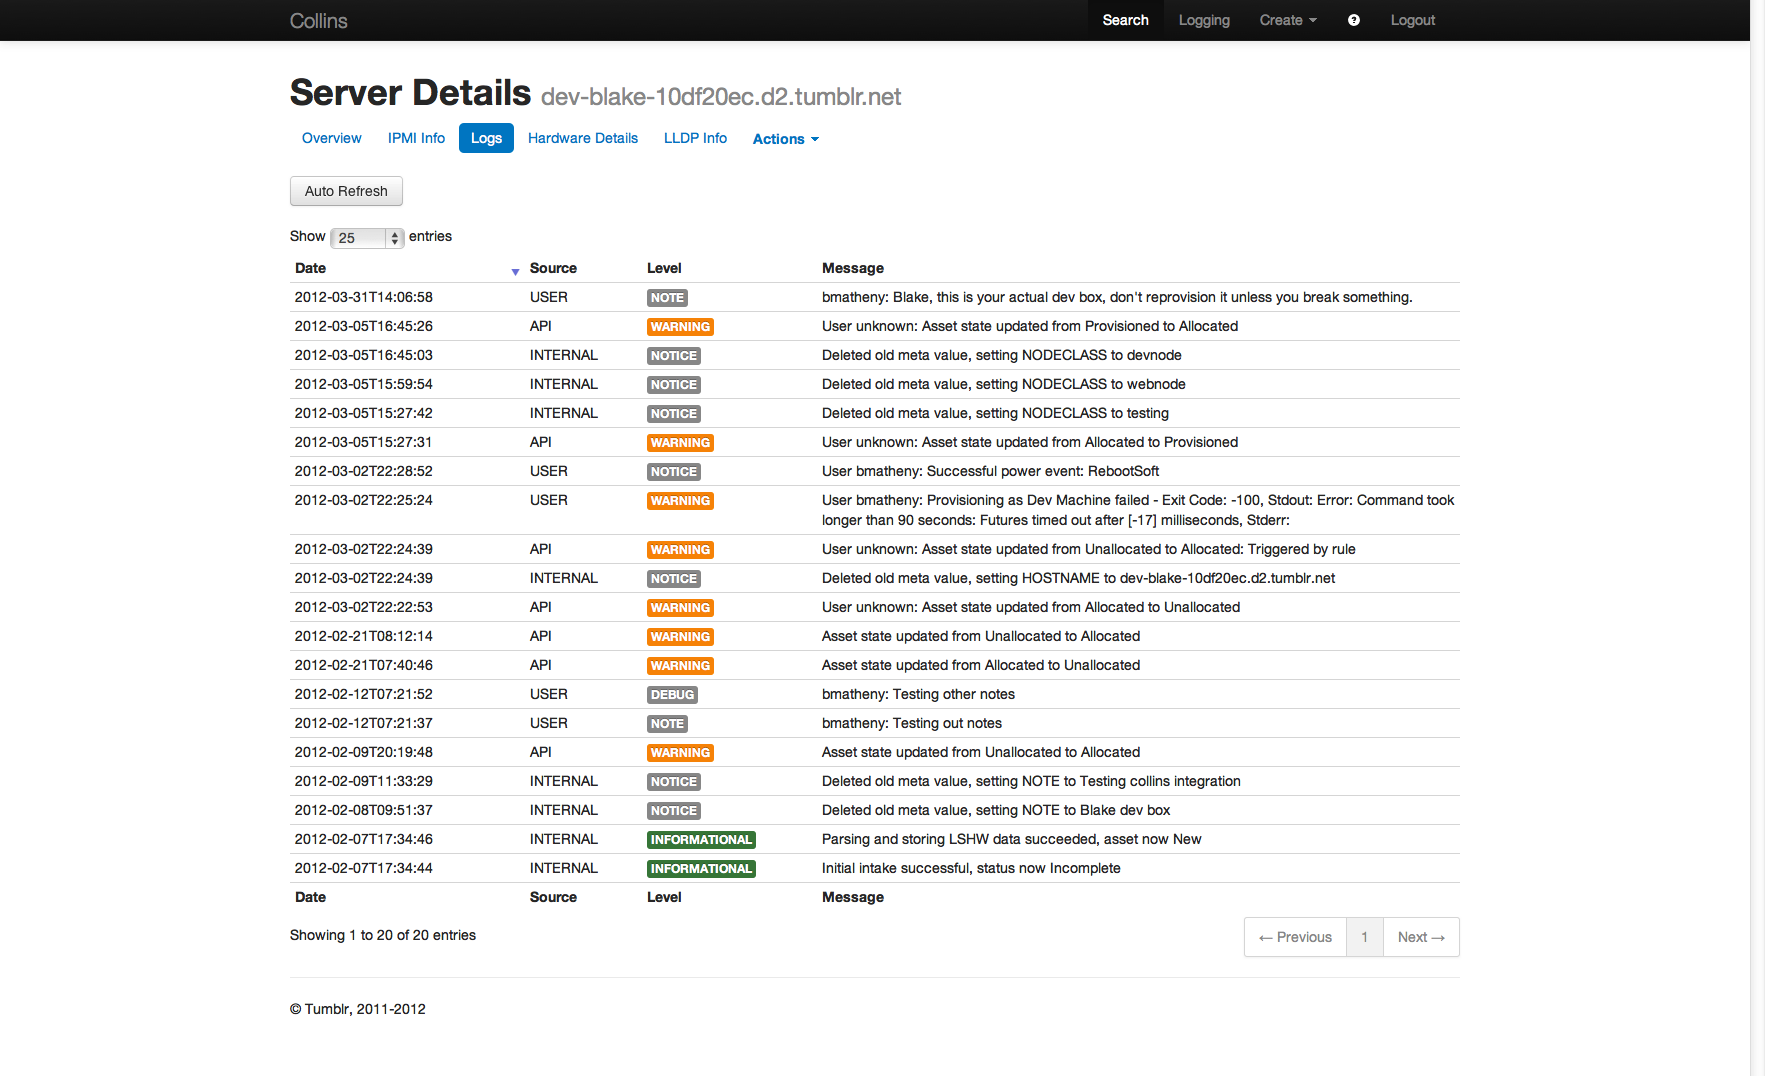 Collins Search Logging Create Logout
Server Details dev-blake-10df20ec.d2.tumblr.net
Overview IPMI Info Logs Hardware Details LLDP Info Actions
Auto Refresh
Show 25 entries
Date Source Level Message
2012-03-31T14:06:58 USER NOTE bmatheny: Blake, this is your actual dev box, don't reprovision it unless you break something.
2012-03-05T16:45:26 API WARNING User unknown: Asset state updated from Provisioned to Allocated
2012-03-05T16:45:03 INTERNAL NOTICE Deleted old meta value, setting NODECLASS to devnode
2012-03-05T15:59:54 INTERNAL NOTICE Deleted old meta value, setting NODECLASS to webnode
2012-03-05T15:27:42 INTERNAL NOTICE Deleted old meta value, setting NODECLASS to testing
2012-03-05T15:27:31 API WARNING User unknown: Asset state updated from Allocated to Provisioned
2012-03-02T22:28:52 USER NOTICE User bmatheny: Successful power event: RebootSoft
2012-03-02T22:25:24 USER WARNING User bmatheny: Provisioning as Dev Machine failed - Exit Code: -100, Stdout: Error: Command took
longer than 90 seconds: Futures timed out after [-17] milliseconds, Stderr:
2012-03-02T22:24:39 API WARNING User unknown: Asset state updated from Unallocated to Allocated: Triggered by rule
2012-03-02T22:24:39 INTERNAL NOTICE Deleted old meta value, setting HOSTNAME to dev-blake-10df20ec.d2.tumblr.net
2012-03-02T22:22:53 API WARNING User unknown: Asset state updated from Allocated to Unallocated
2012-02-21T08:12:14 API WARNING Asset state updated from Unallocated to Allocated
2012-02-21T07:40:46 API WARNING Asset state updated from Allocated to Unallocated
2012-02-12T07:21:52 USER DEBUG bmatheny: Testing other notes
2012-02-12T07:21:37 USER NOTE bmatheny: Testing out notes
2012-02-09T20:19:48 API WARNING Asset state updated from Unallocated to Allocated
2012-02-09T11:33:29 INTERNAL NOTICE Deleted old meta value, setting NOTE to Testing collins integration
2012-02-08T09:51:37 INTERNAL NOTICE Deleted old meta value, setting NOTE to Blake dev box
2012-02-07T17:34:46 INTERNAL INFORMATIONAL Parsing and storing LSHW data succeeded, asset now New
2012-02-07T17:34:44 INTERNAL INFORMATIONAL Initial intake successful, status now Incomplete
Date Source Level Message
Showing 1 to 20 of 20 entries ← Previous 1 Next →
© Tumblr, 2011-2012